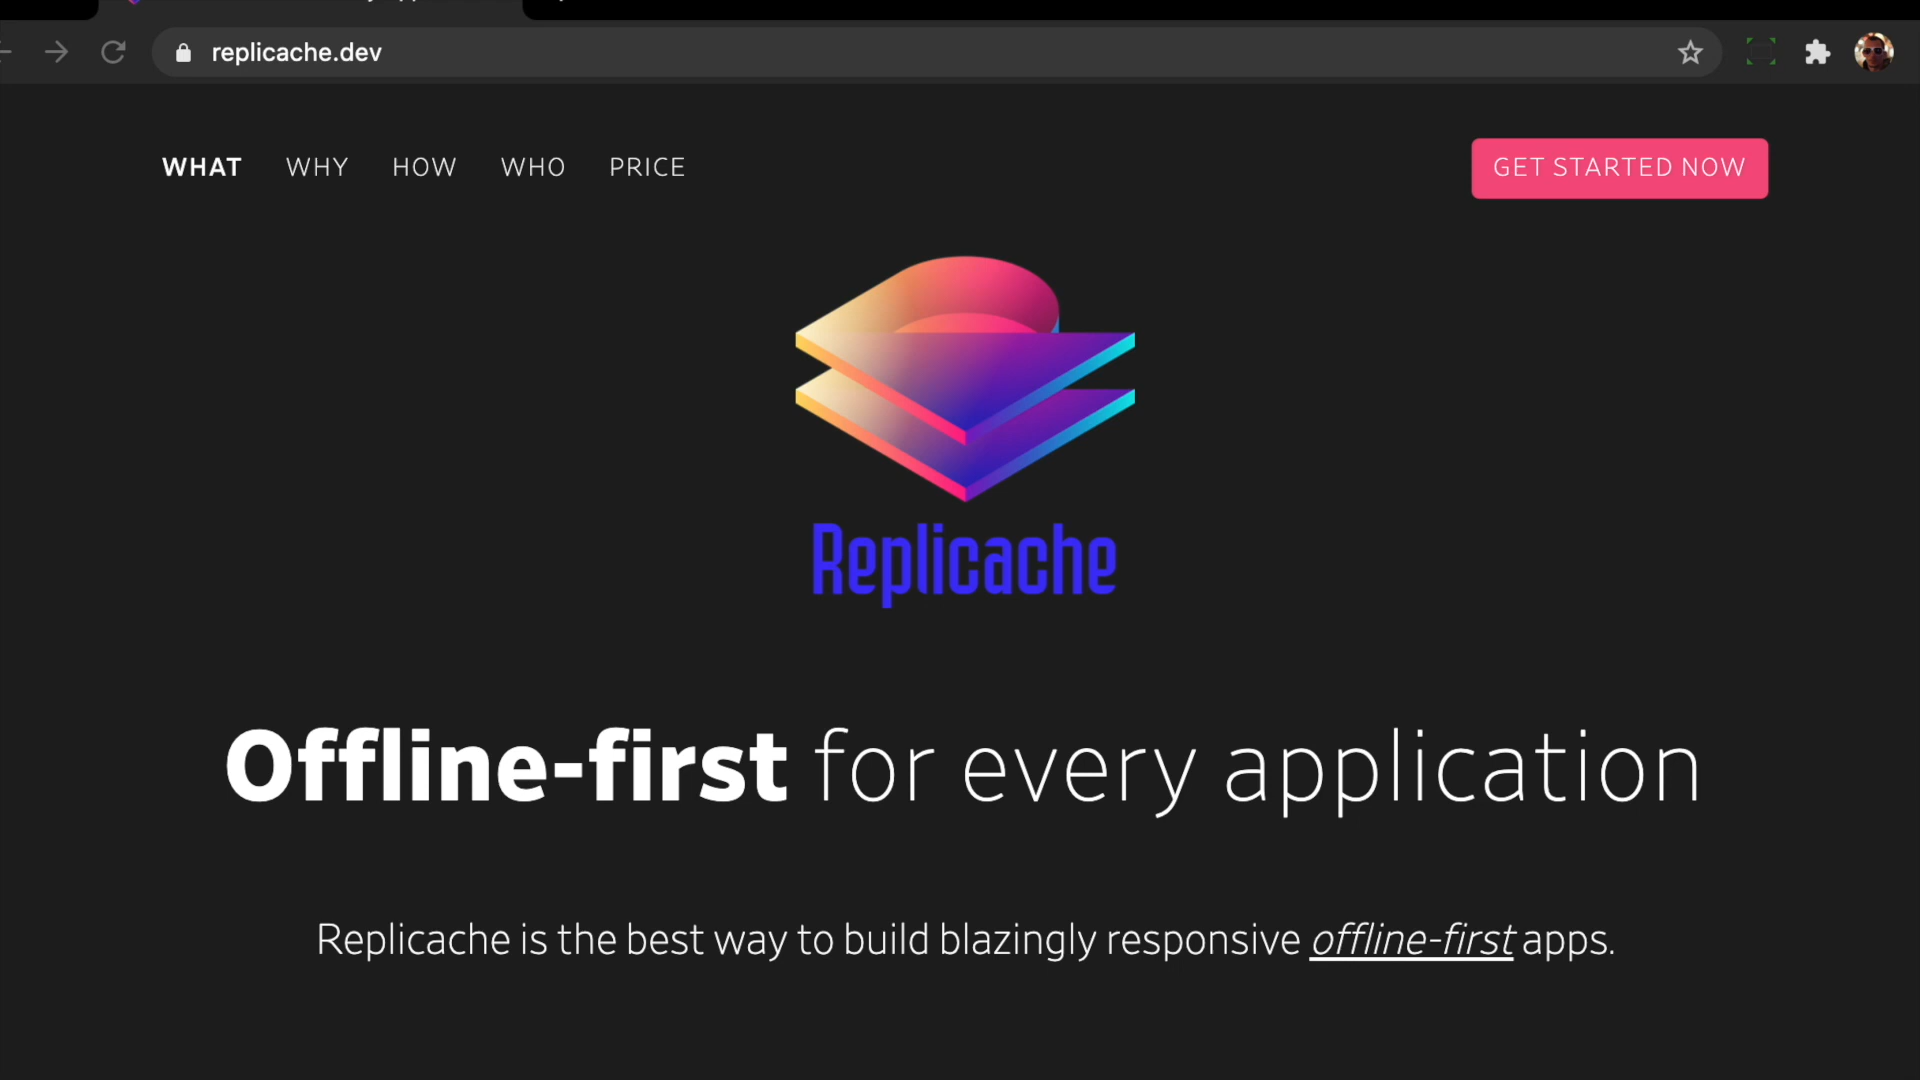 replicache.dev
WHAT WHY HOW WHO PRICE GET STARTED NOW
Replicache
Offline-first for every application
Replicache is the best way to build blazingly responsive offline-first apps.